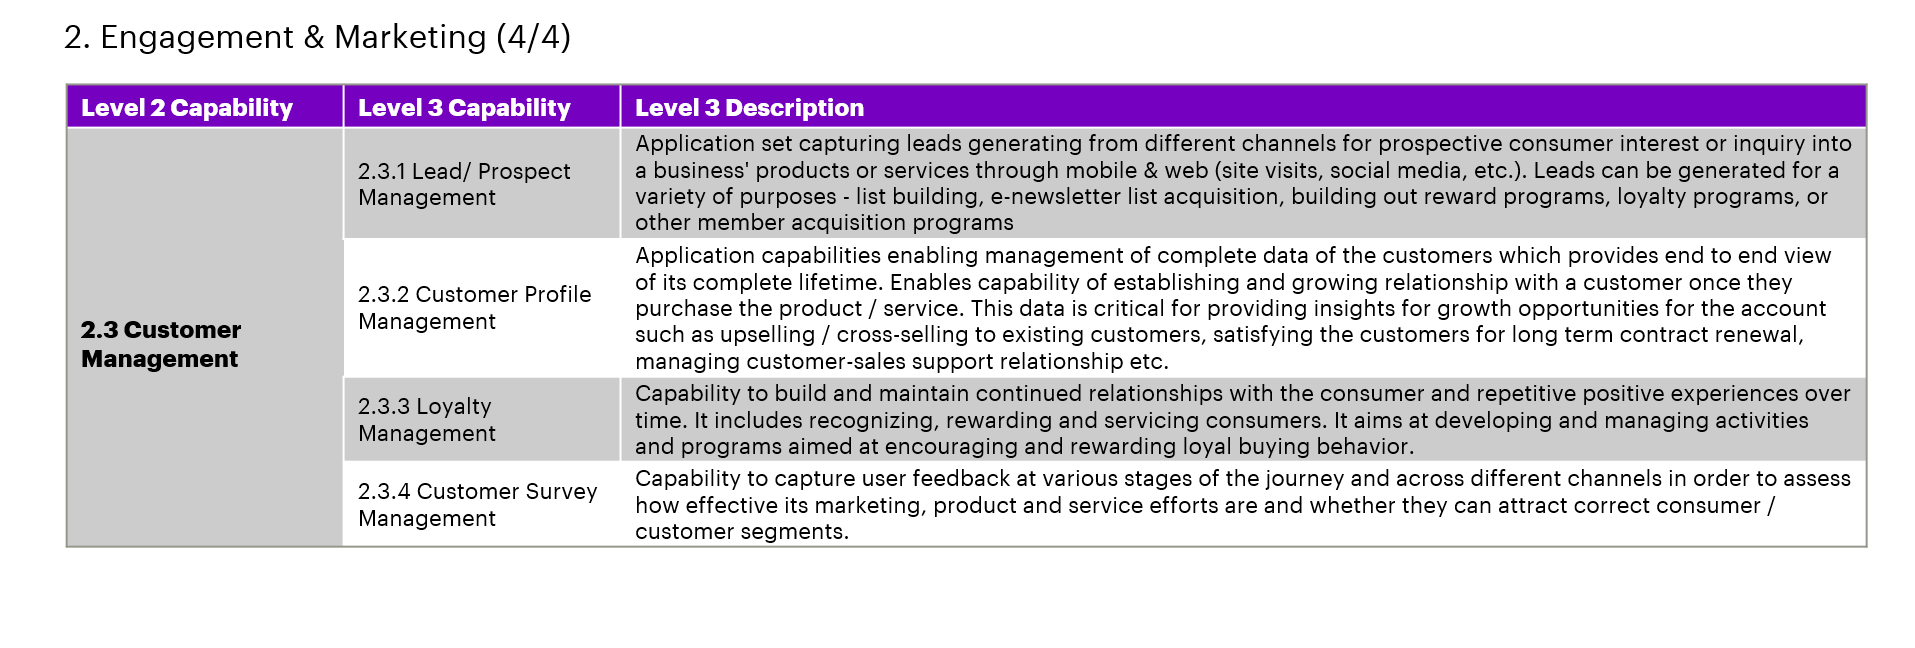 2. Engagement & Marketing (4/4)
Level 2 Capability
Level 3 Capability
Level 3 Description
2.3 Customer
Management
2.3.1 Lead/ Prospect
Management
Application set capturing leads generating from different channels for prospective consumer interest or inquiry into
a business' products or services through mobile & web (site visits, social media, etc.). Leads can be generated for a
variety of purposes - list building, e-newsletter list acquisition, building out reward programs, loyalty programs, or
other member acquisition programs
2.3.2 Customer Profile
Management
Application capabilities enabling management of complete data of the customers which provides end to end view
of its complete lifetime. Enables capability of establishing and growing relationship with a customer once they
purchase the product / service. This data is critical for providing insights for growth opportunities for the account
such as upselling / cross-selling to existing customers, satisfying the customers for long term contract renewal,
managing customer-sales support relationship etc.
2.3.3 Loyalty
Management
Capability to build and maintain continued relationships with the consumer and repetitive positive experiences over
time. It includes recognizing, rewarding and servicing consumers. It aims at developing and managing activities
and programs aimed at encouraging and rewarding loyal buying behavior.
2.3.4 Customer Survey
Management
Capability to capture user feedback at various stages of the journey and across different channels in order to assess
how effective its marketing, product and service efforts are and whether they can attract correct consumer /
customer segments.